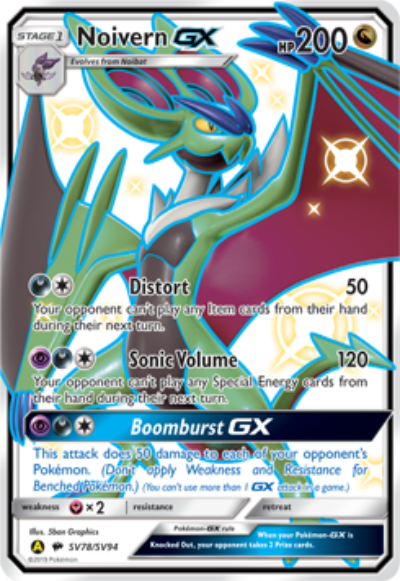 STAGE 1 Noivern GX HP 200
Evolves from Noibat
Distort 50
Your opponent can't play any Item cards from their hand
during their next turn.
Sonic Volume 120
Your opponent can't play any Special Energy cards from
their hand during their next turn.
Boomburst GX
This attack does 50 damage to each of your opponent's
Pokémon. (Don't apply Weakness and Resistance for
Benched Pokémon.) (You can't use more than 1 GX attack in a game.)
weakness ×2 resistance retreat
Illus. 5ban Graphics
A SV78/SV94
©2019 Pokémon
Pokémon-GX rule
When your Pokémon-GX is
Knocked Out, your opponent takes 2 Prize cards.